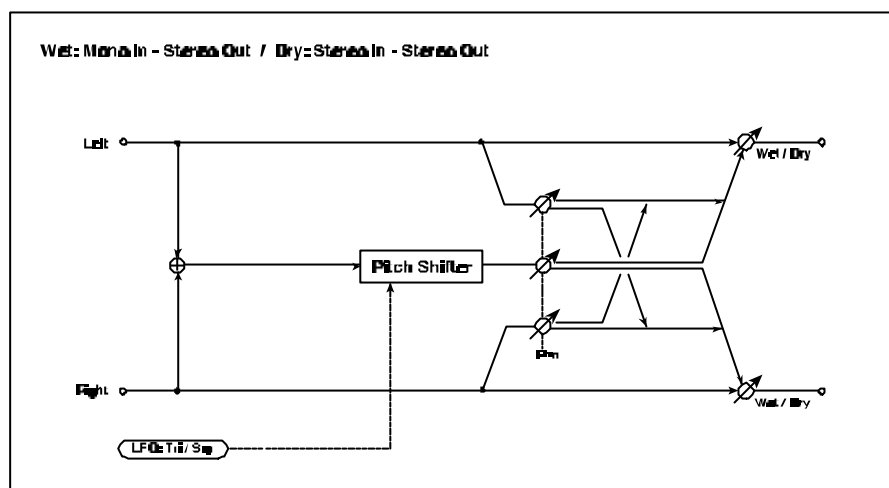 Wet: Mono In - Stereo Out / Dry: Stereo In - Stereo Out
Left
Wet / Dry
Pitch Shifter
Pan
Right
Wet / Dry
LFO: Tri / Sqr